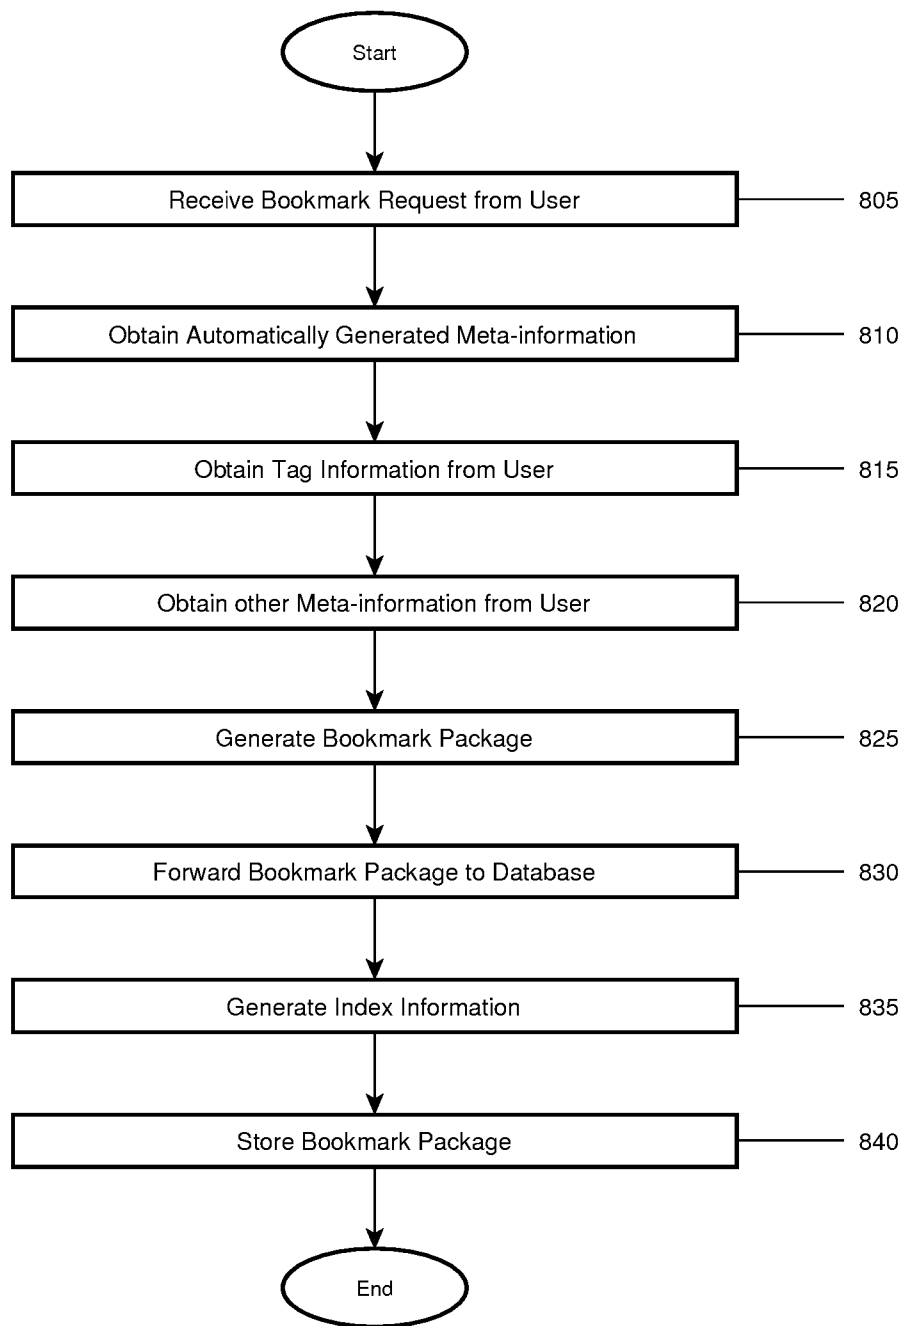 Start
Receive Bookmark Request from User 805
Obtain Automatically Generated Meta-information 810
Obtain Tag Information from User 815
Obtain other Meta-information from User 820
Generate Bookmark Package 825
Forward Bookmark Package to Database 830
Generate Index Information 835
Store Bookmark Package 840
End